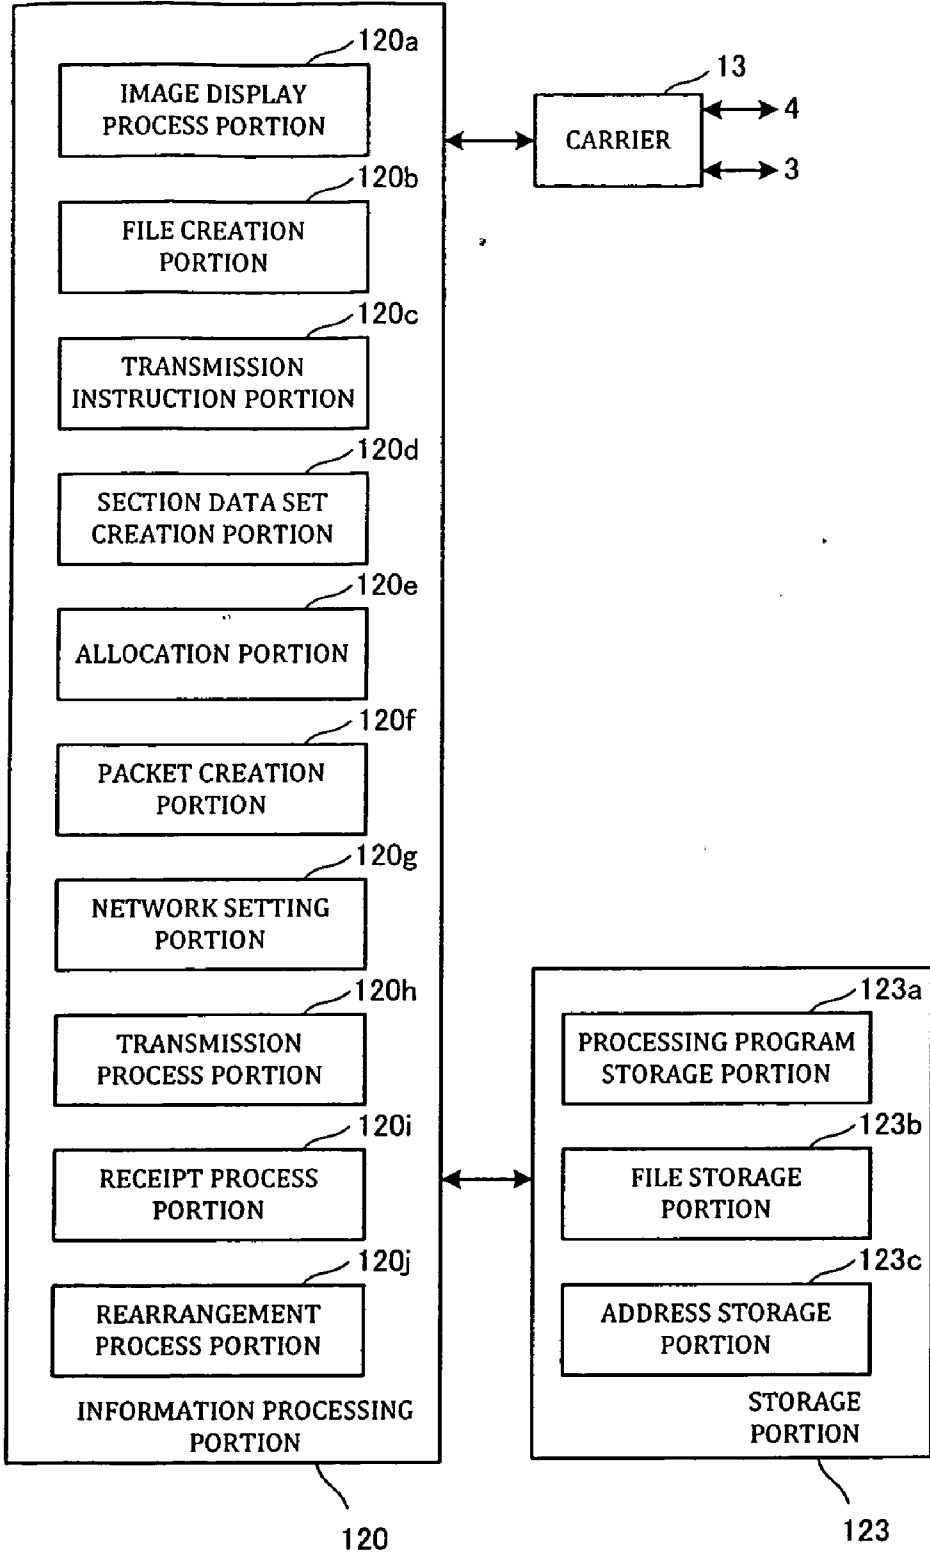 120a
IMAGE DISPLAY
PROCESS PORTION
120b
FILE CREATION
PORTION
120c
TRANSMISSION
INSTRUCTION PORTION
120d
SECTION DATA SET
CREATION PORTION
120e
ALLOCATION PORTION
120f
PACKET CREATION
PORTION
120g
NETWORK SETTING
PORTION
120h
TRANSMISSION
PROCESS PORTION
120i
RECEIPT PROCESS
PORTION
120j
REARRANGEMENT
PROCESS PORTION
INFORMATION PROCESSING
PORTION
120
13
CARRIER
4
3
123a
PROCESSING PROGRAM
STORAGE PORTION
123b
FILE STORAGE
PORTION
123c
ADDRESS STORAGE
PORTION
STORAGE
PORTION
123